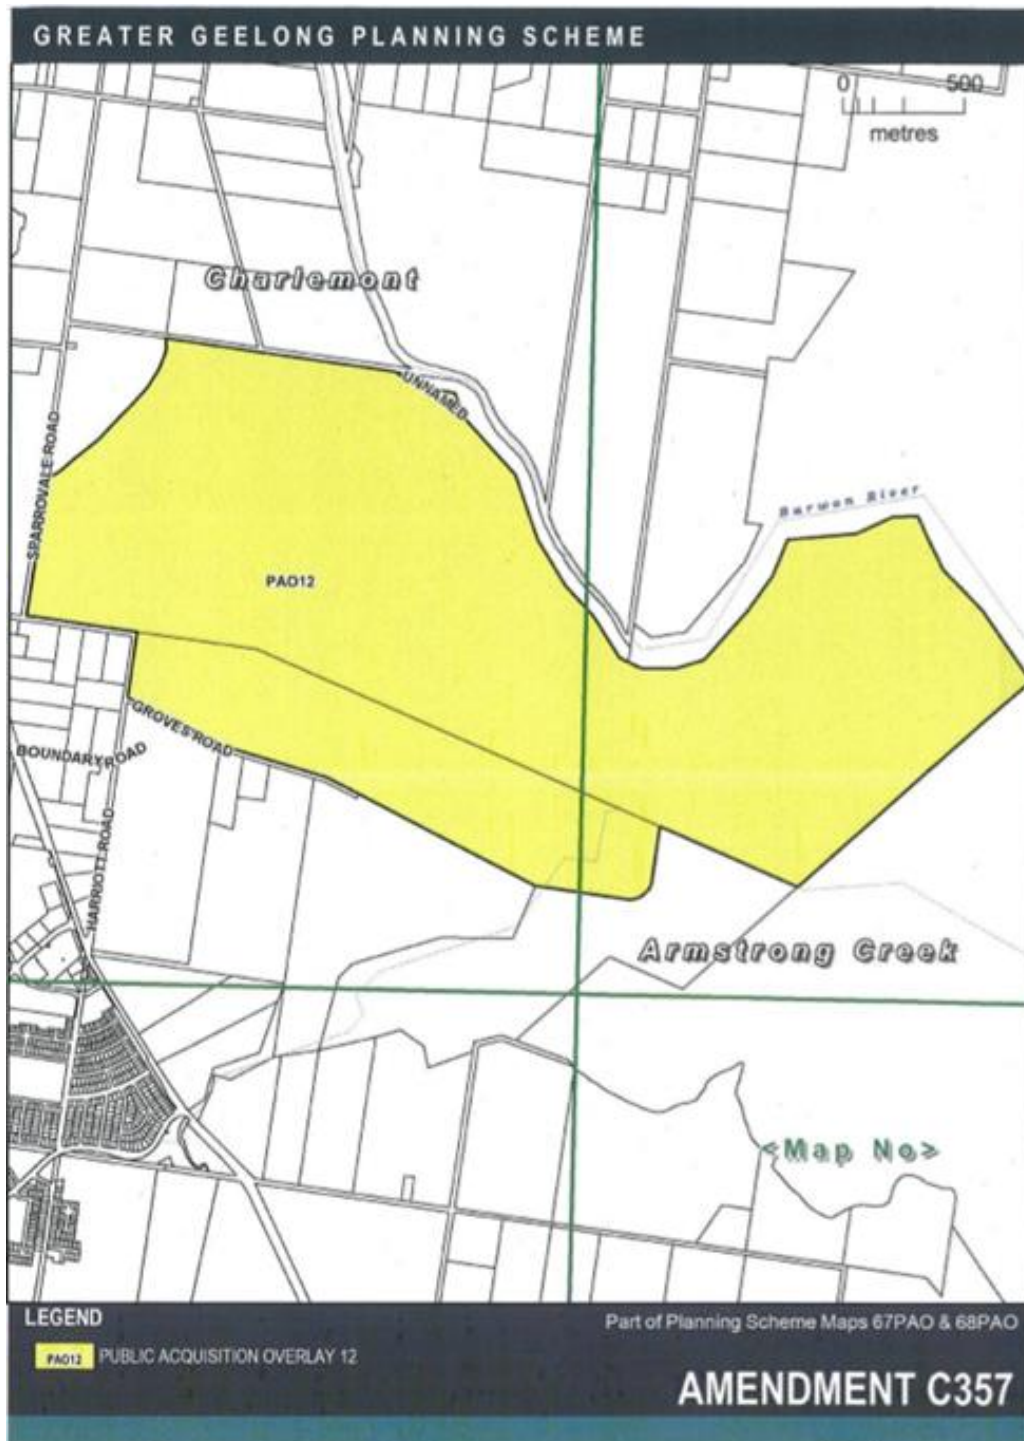 GREATER GEELONG PLANNING SCHEME
0 500
metres
Charlemont
UNNAMED
SPARROVALE ROAD
Barwon River
PAO12
GROVES ROAD
BOUNDARY ROAD
HARRIOTT ROAD
Armstrong Creek
<Map No>
LEGEND
Part of Planning Scheme Maps 67PAO & 68PAO
PAO12 PUBLIC ACQUISITION OVERLAY 12
AMENDMENT C357